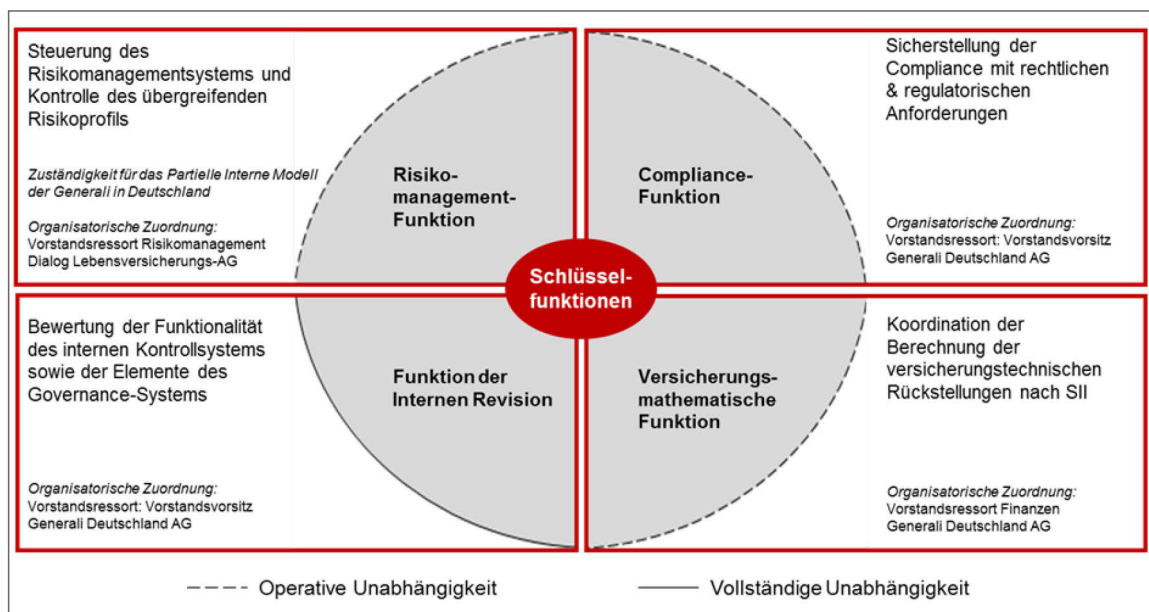 Steuerung des
Risikomanagementsystems und
Kontrolle des übergreifenden
Risikoprofils
Zuständigkeit für das Partielle Interne Modell
der Generali in Deutschland
Organisatorische Zuordnung:
Vorstandsressort Risikomanagement
Dialog Lebensversicherungs-AG
Risiko-
management-
Funktion
Compliance-
Funktion
Sicherstellung der
Compliance mit rechtlichen
& regulatorischen
Anforderungen
Organisatorische Zuordnung:
Vorstandsressort: Vorstandsvorsitz
Generali Deutschland AG
Schlüssel-
funktionen
Bewertung der Funktionalität
des internen Kontrollsystems
sowie der Elemente des
Governance-Systems
Organisatorische Zuordnung:
Vorstandsressort: Vorstandsvorsitz
Generali Deutschland AG
Funktion der
Internen Revision
Versicherungs-
mathematische
Funktion
Koordination der
Berechnung der
versicherungstechnischen
Rückstellungen nach SII
Organisatorische Zuordnung:
Vorstandsressort Finanzen
Generali Deutschland AG
Operative Unabhängigkeit
Vollständige Unabhängigkeit